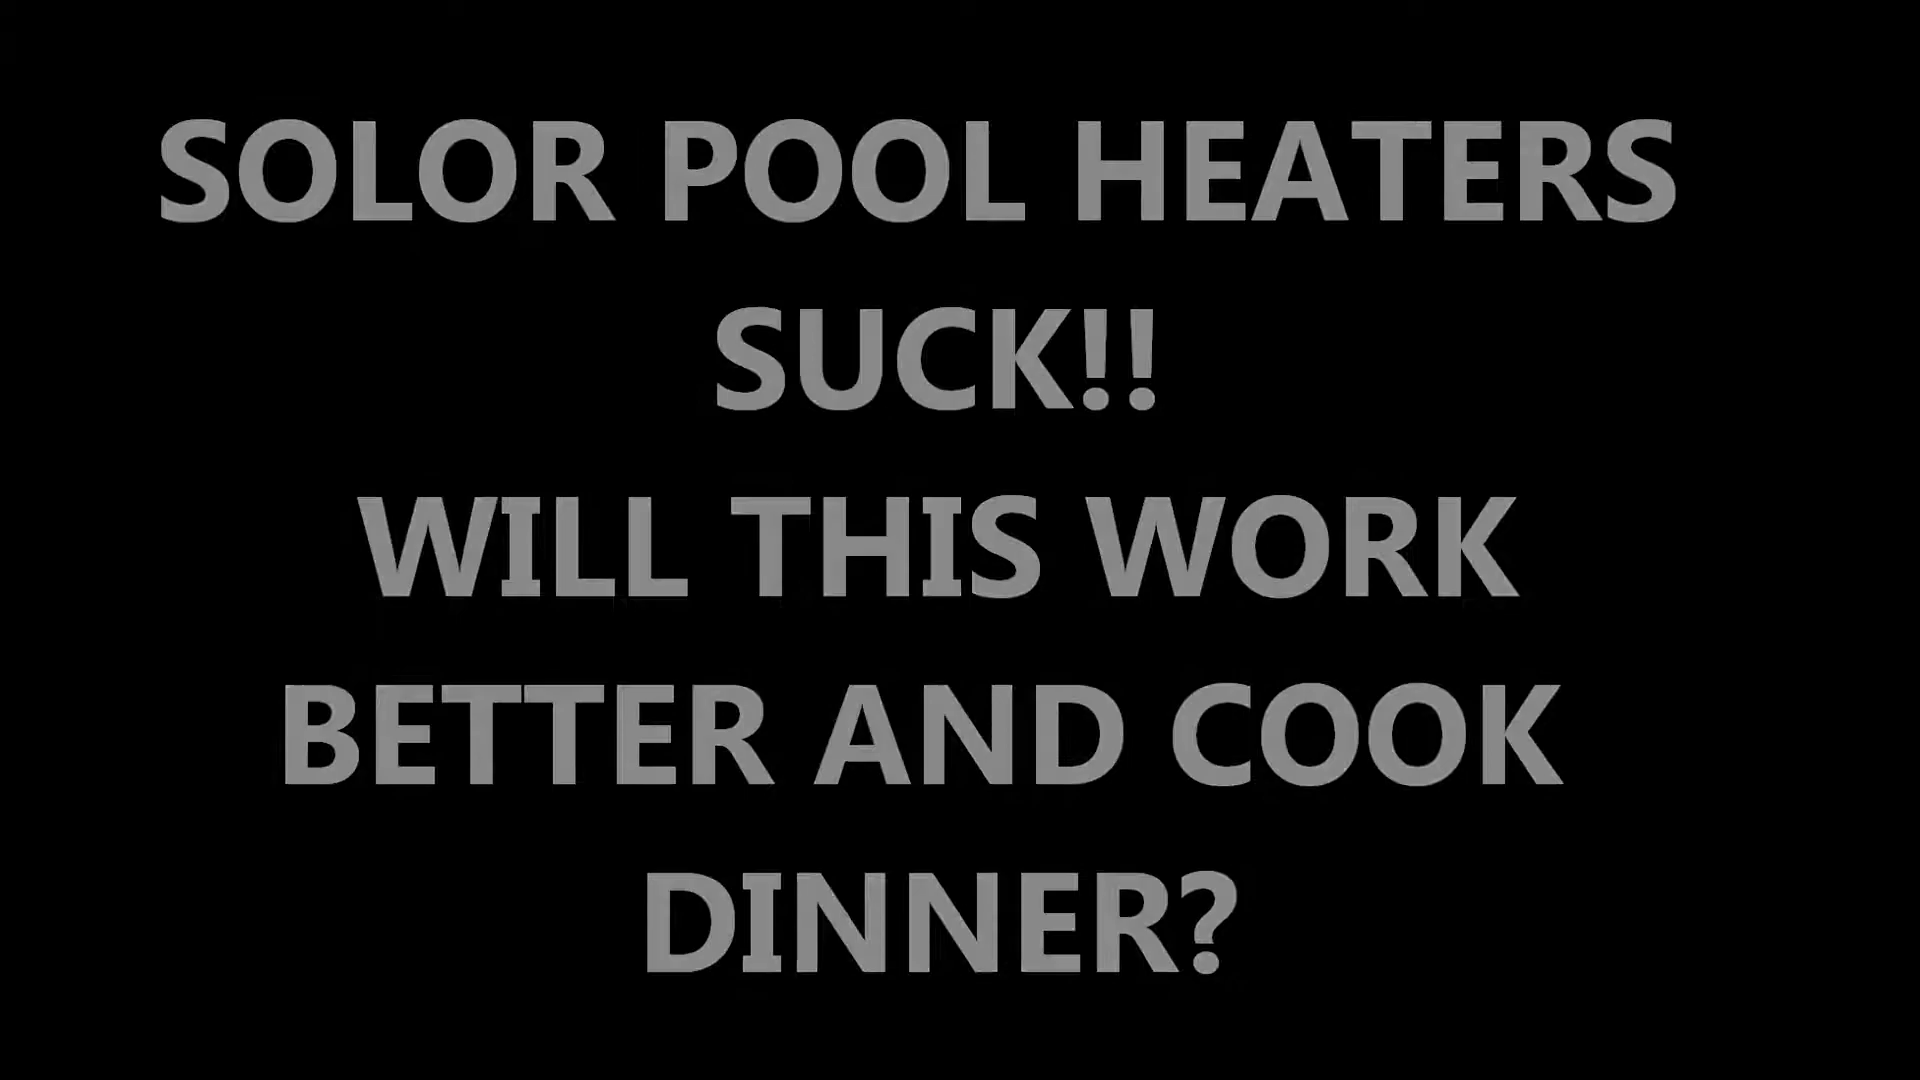 SOLOR POOL HEATERS
SUCK!!
WILL THIS WORK
BETTER AND COOK
DINNER?